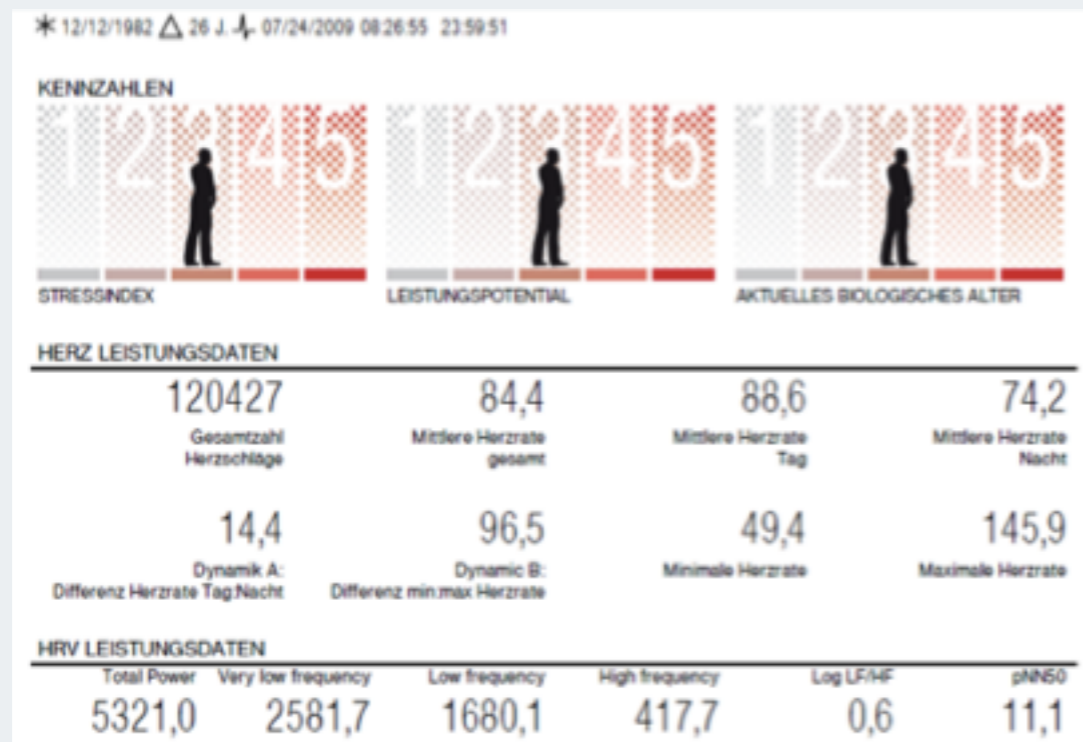 12/12/1982 26 J. 07/24/2009 08:26:55 23:59:51
KENNZAHLEN
1 2 3 4 5 1 2 3 4 5 1 2 3 4 5
STRESSINDEX LEISTUNGSPOTENTIAL AKTUELLES BIOLOGISCHES ALTER
HERZ LEISTUNGSDATEN
120427 84,4 88,6 74,2
Gesamtzahl Mittlere Herzrate Mittlere Herzrate Mittlere Herzrate
Herzschläge gesamt Tag Nacht
14,4 96,5 49,4 145,9
Dynamik A: Dynamic B: Minimale Herzrate Maximale Herzrate
Differenz Herzrate Tag:Nacht Differenz min:max Herzrate
HRV LEISTUNGSDATEN
Total Power Very low frequency Low frequency High frequency Log LF/HF pNN50
5321,0 2581,7 1680,1 417,7 0,6 11,1